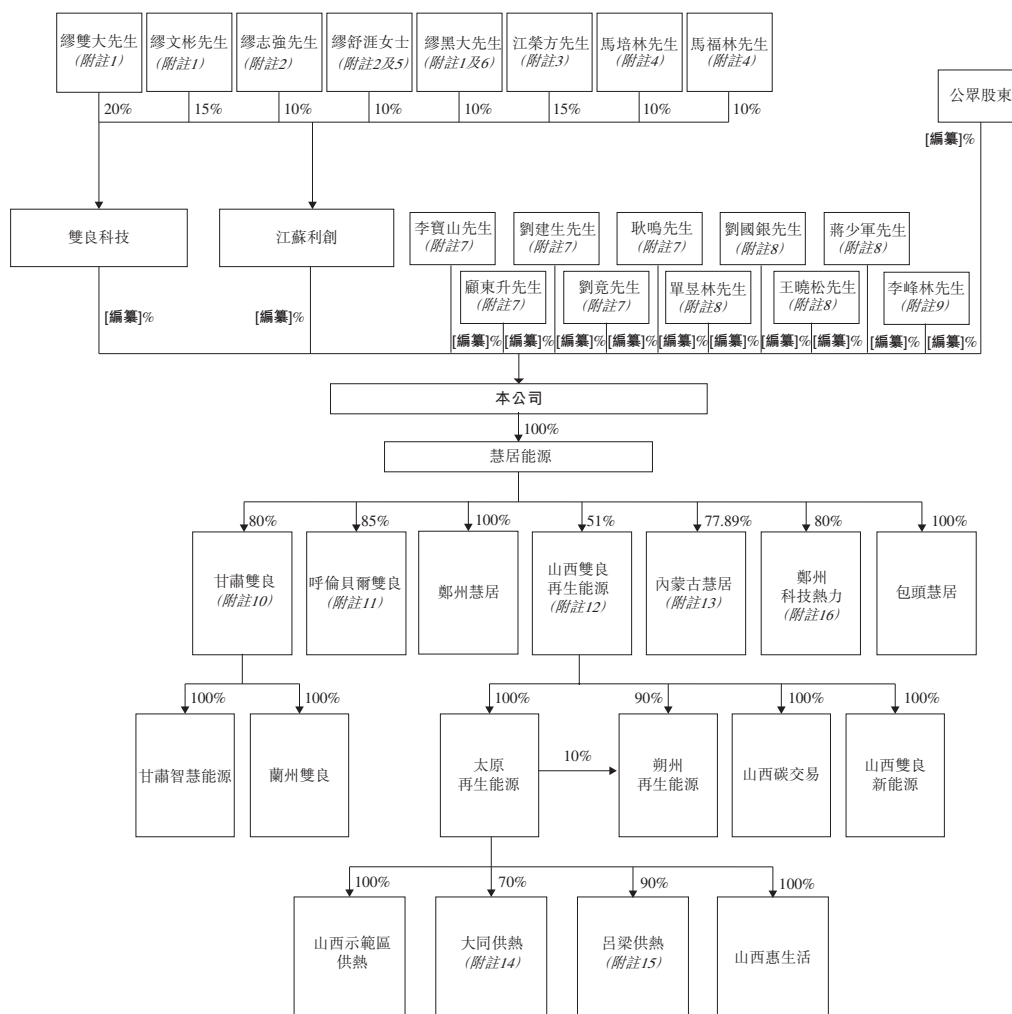 繆雙大先生
(附註1)
繆文彬先生
(附註1)
繆志強先生
(附註2)
繆舒涯女士
(附註2及5)
繆黑大先生
(附註1及6)
江榮方先生
(附註3)
馬培林先生
(附註4)
馬福林先生
(附註4)
公眾股東
20%
15%
10%
10%
10%
15%
10%
10%
[編纂]%
雙良科技
江蘇利創
李寶山先生
(附註7)
劉建生先生
(附註7)
耿鳴先生
(附註7)
劉國銀先生
(附註8)
蔣少軍先生
(附註8)
顧東升先生
(附註7)
劉竟先生
(附註7)
單昱林先生
(附註8)
王曉松先生
(附註8)
李峰林先生
(附註9)
[編纂]%
[編纂]%
[編纂]%
[編纂]%
[編纂]%
[編纂]%
[編纂]%
[編纂]%
[編纂]%
[編纂]%
[編纂]%
[編纂]%
本公司
100%
慧居能源
80%
85%
100%
51%
77.89%
80%
100%
甘肅雙良
(附註10)
呼倫貝爾雙良
(附註11)
鄭州慧居
山西雙良
再生能源
(附註12)
內蒙古慧居
(附註13)
鄭州
科技熱力
(附註16)
包頭慧居
100%
100%
100%
90%
100%
100%
甘肅智慧能源
蘭州雙良
太原
再生能源
10%
朔州
再生能源
山西碳交易
山西雙良
新能源
100%
70%
90%
100%
山西示範區
供熱
大同供熱
(附註14)
呂梁供熱
(附註15)
山西惠生活